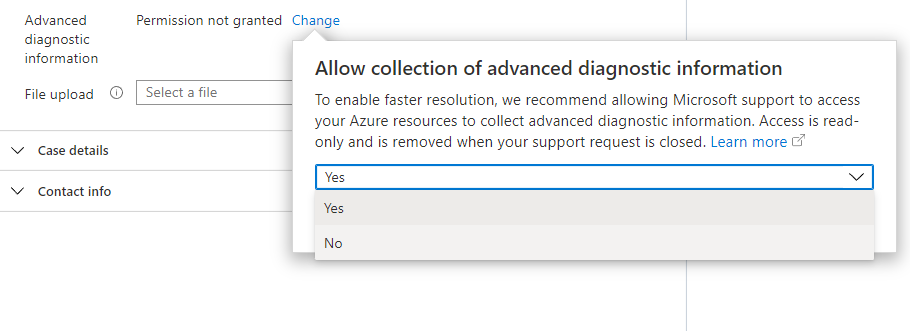 Advanced
diagnostic
information
Permission not granted Change
File upload
Select a file
Case details
Contact info
Allow collection of advanced diagnostic information
To enable faster resolution, we recommend allowing Microsoft support to access
your Azure resources to collect advanced diagnostic information. Access is read-
only and is removed when your support request is closed. Learn more
Yes
Yes
No